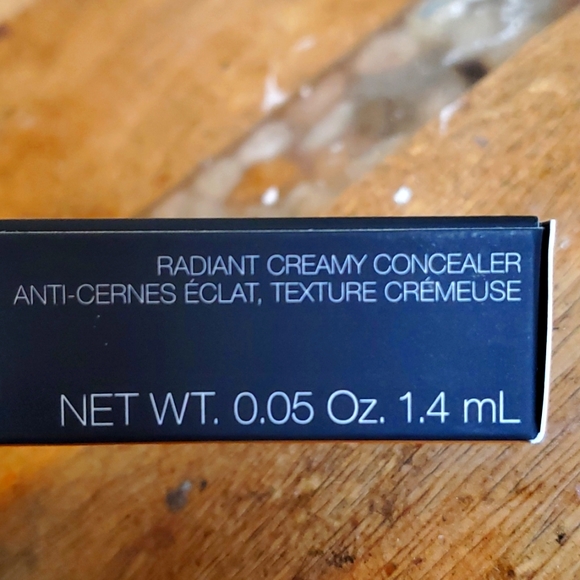 RADIANT CREAMY CONCEALER
ANTI-CERNES ÉCLAT, TEXTURE CRÉMEUSE
NET WT. 0.05 Oz. 1.4 mL